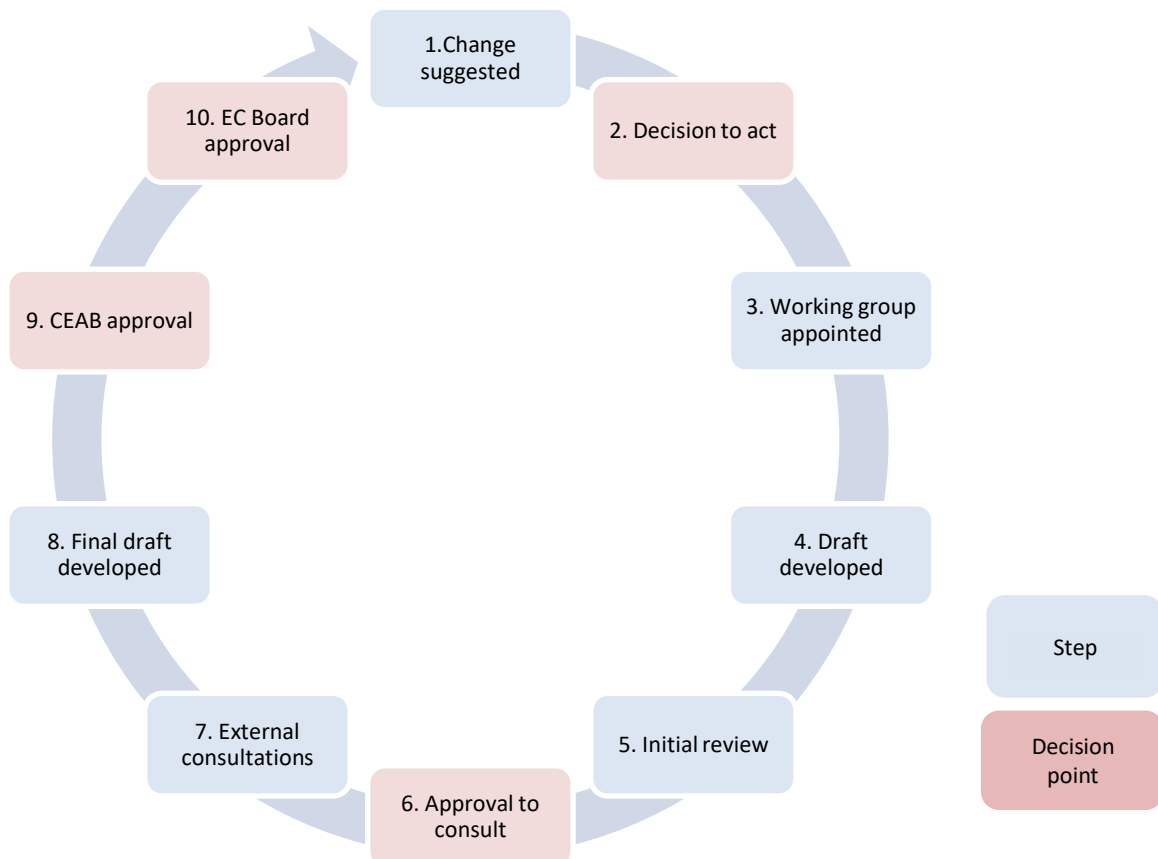 1.Change
suggested
2. Decision to act
3. Working group
appointed
4. Draft
developed
5. Initial review
6. Approval to
consult
7. External
consultations
8. Final draft
developed
9. CEAB approval
10. EC Board
approval
Step
Decision
point